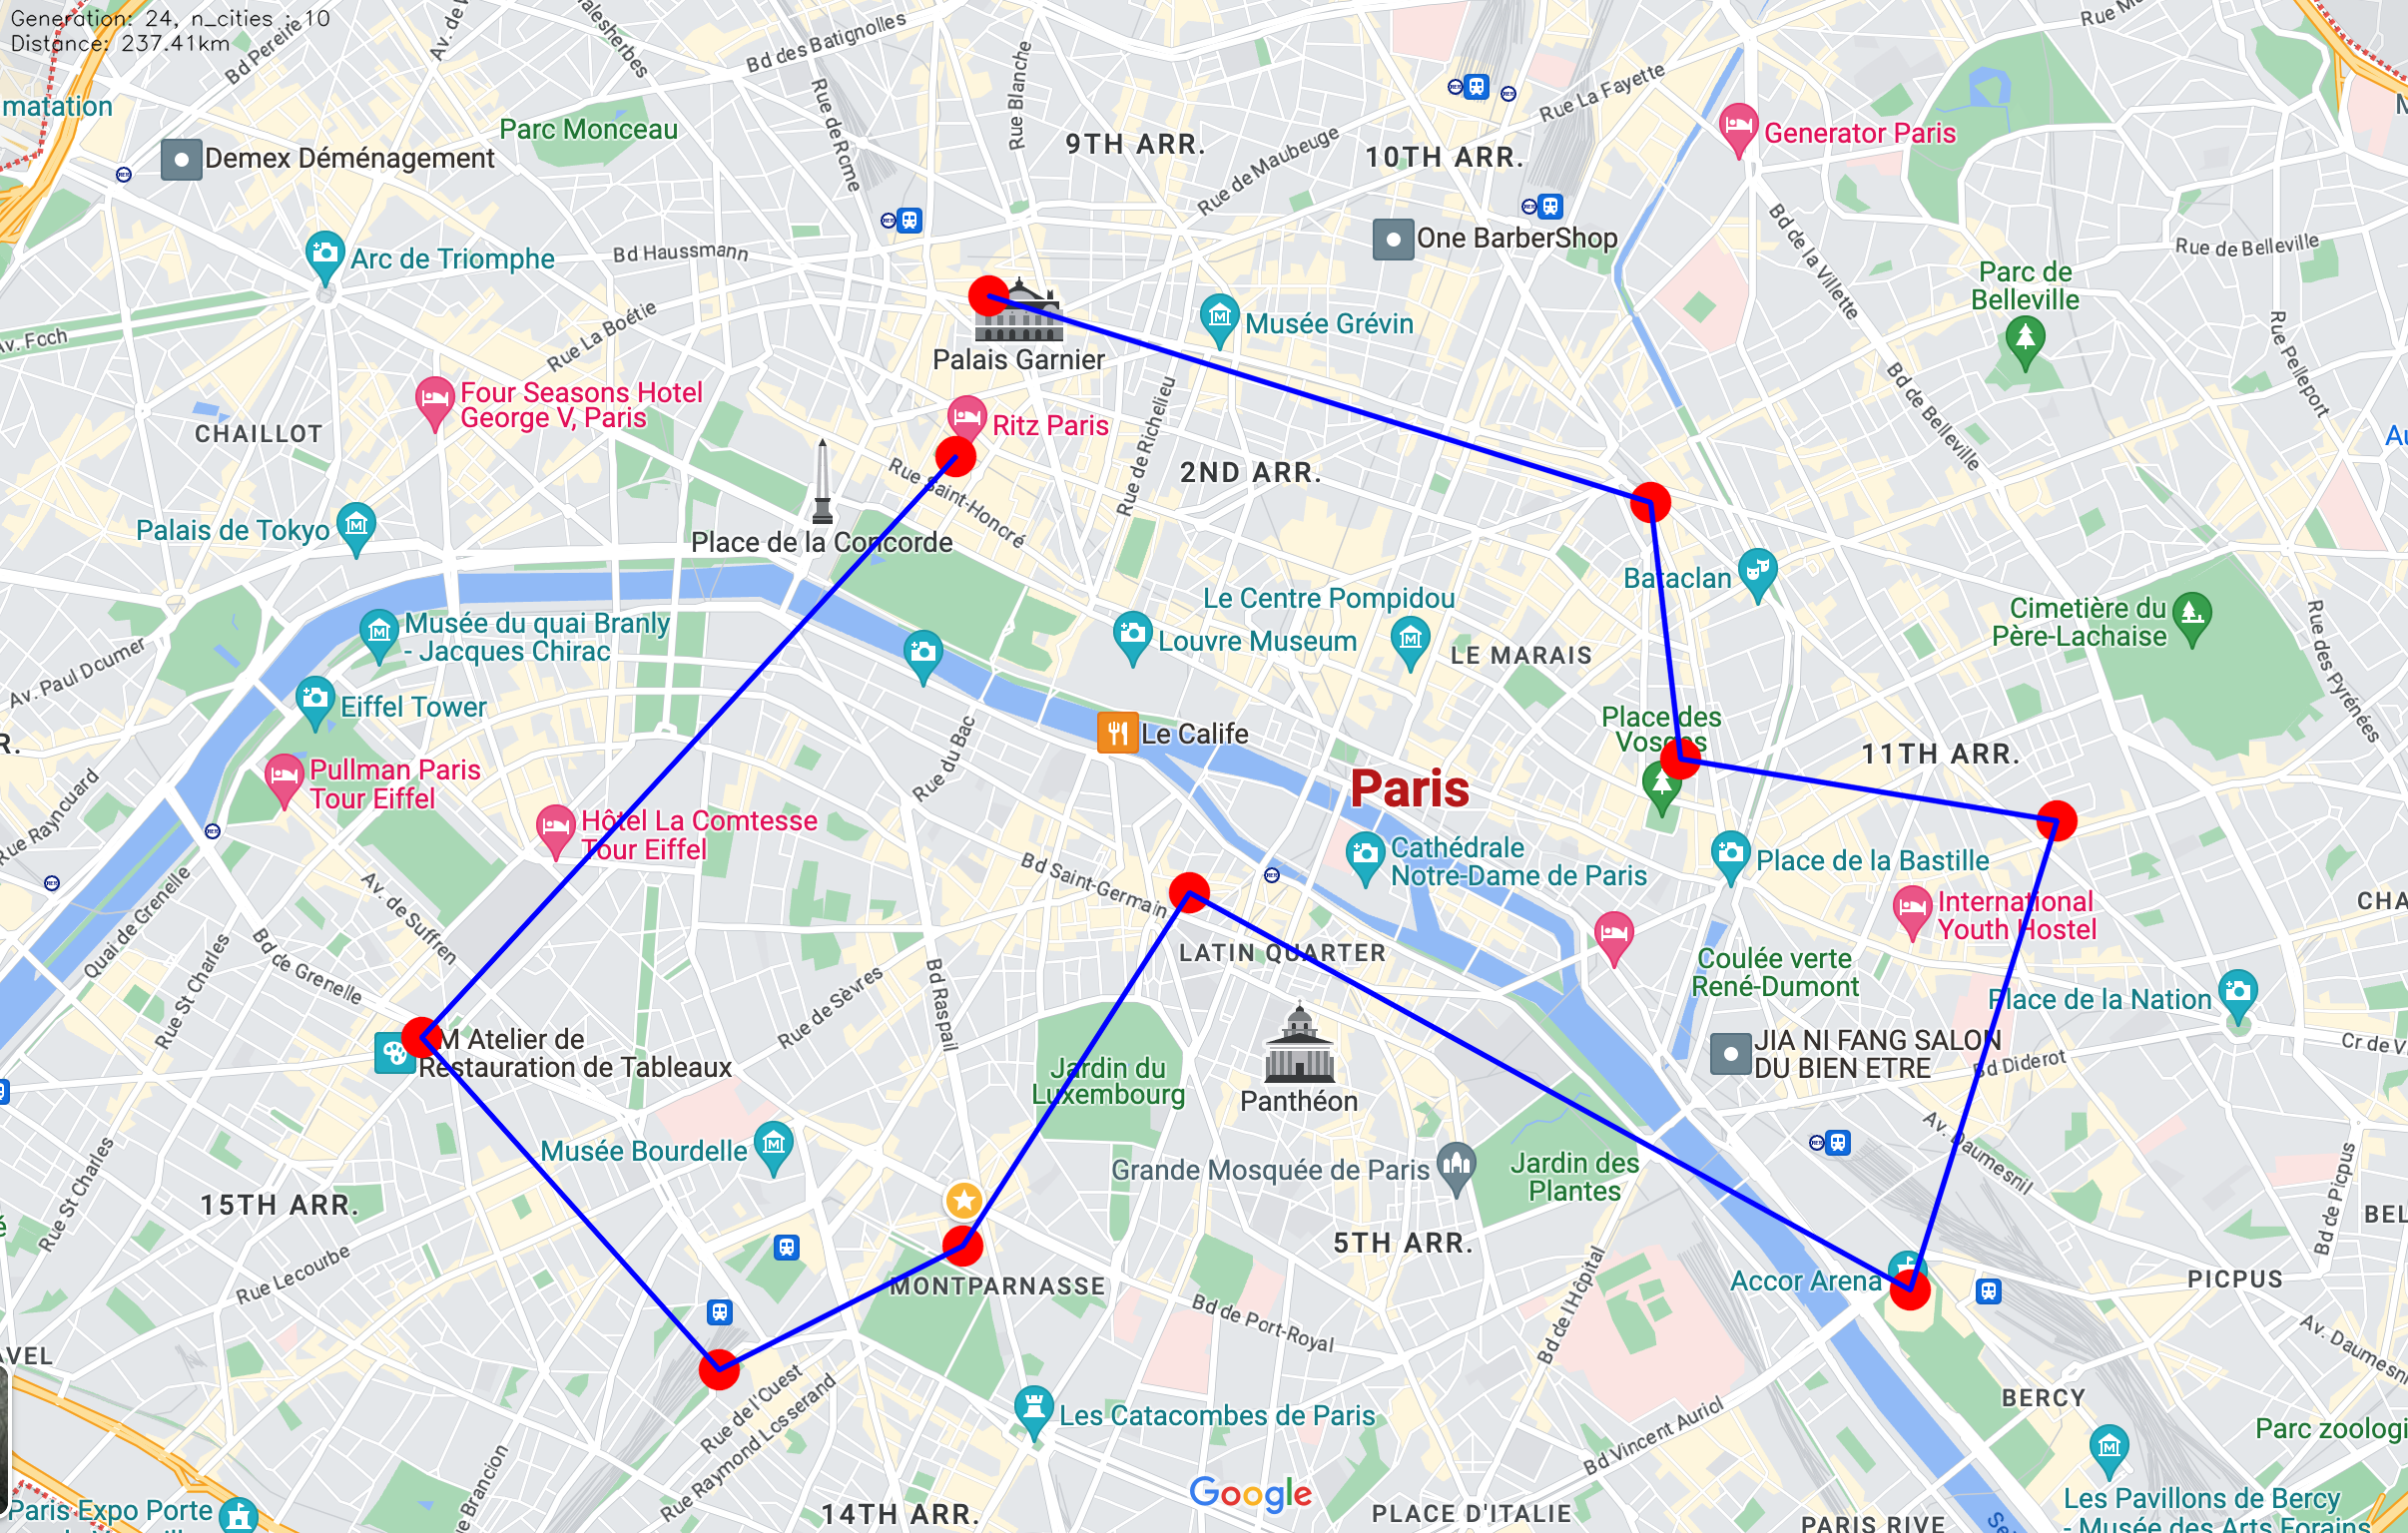 Generation: 24, n_cities : 10
Distance: 237.41km
Bd Pereire
Bd des Batignolles
Rue Blanche
Rue de Rome
matation
Parc Monceau
Demex Déménagement
9TH ARR.
10TH ARR.
Rue La Fayette
Rue de Maubeuge
Generator Paris
One BarberShop
Bd de la Villette
Rue de Belleville
Arc de Triomphe
Bd Haussmann
Parc de
Belleville
Rue La Boétie
Musée Grévin
Av. Foch
Palais Garnier
Rue Pelleport
Four Seasons Hotel
George V, Paris
CHAILLOT
Ritz Paris
Rue de Richelieu
Bd de Belleville
2ND ARR.
Rue Saint-Honoré
Palais de Tokyo
Place de la Concorde
Bataclan
Le Centre Pompidou
Louvre Museum
LE MARAIS
Cimetière du
Père-Lachaise
Musée du quai Branly
- Jacques Chirac
Av. Paul Doumer
Rue des Pyrénées
Eiffel Tower
Place des
Vosges
Le Calife
Rue du Bac
11TH ARR.
Pullman Paris
Tour Eiffel
Paris
Rue Raynouard
Hôtel La Comtesse
Tour Eiffel
Cathédrale
Notre-Dame de Paris
Place de la Bastille
Bd Saint-Germain
International
Youth Hostel
CHA
Quai de Grenelle
Av. de Suffren
Bd de Grenelle
Rue St Charles
LATIN QUARTER
Coulée verte
René-Dumont
Rue de Sèvres
Bd Raspail
Place de la Nation
M Atelier de
Restauration de Tableaux
JIA NI FANG SALON
DU BIEN ETRE
Bd Diderot
Cr de V
Jardin du
Luxembourg
Panthéon
Musée Bourdelle
Grande Mosquée de Paris
Jardin des
Plantes
Av. Daumesnil
Rue St Charles
15TH ARR.
5TH ARR.
Bd de Picpus
BEL
Rue Lecourbe
MONTPARNASSE
Accor Arena
PICPUS
Bd de Port-Royal
Bd de l'Hôpital
Av. Daumesni
AVEL
Rue de l'Ouest
Rue Raymond Losserand
Les Catacombes de Paris
BERCY
Parc zoologi
Bd Vincent Auriol
e Brancion
Google
Paris Expo Porte
14TH ARR.
PLACE D'ITALIE
PARIS RIVE
Les Pavillons de Bercy
- Musée des Arts Forains